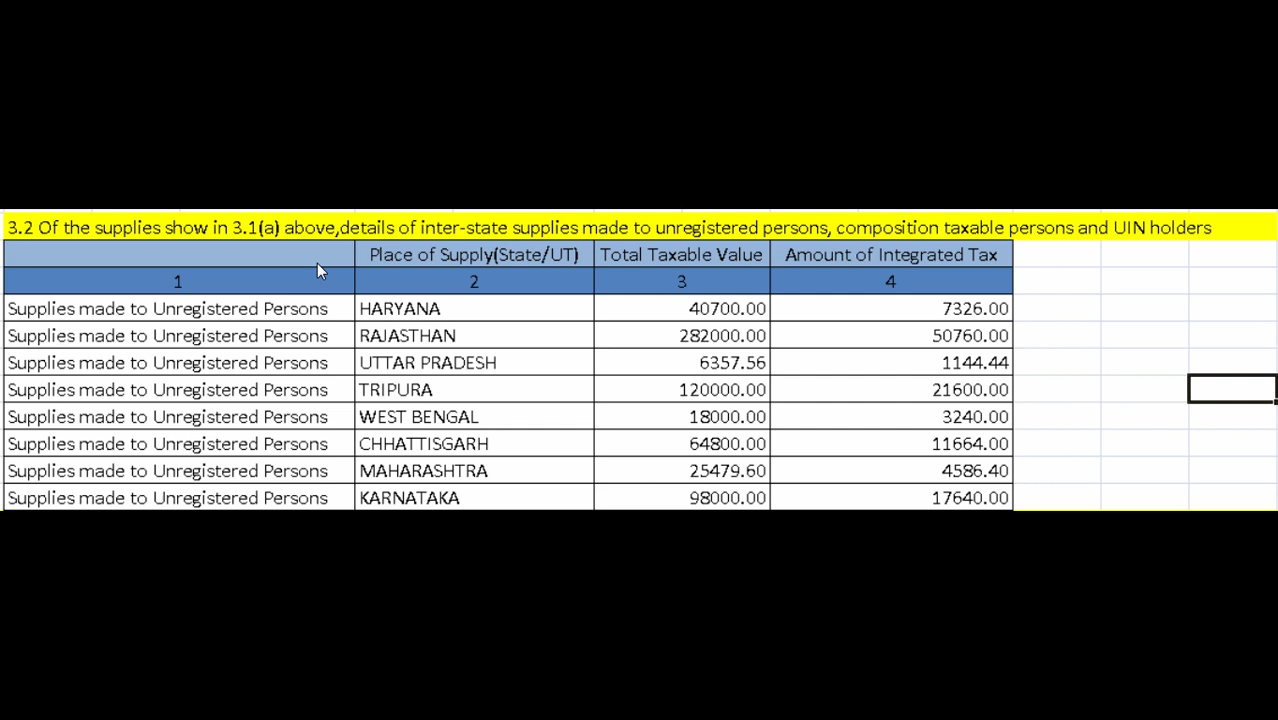 3.2 Of the supplies show in 3.1(a) above,details of inter-state supplies made to unregistered persons, composition taxable persons and UIN holders
Place of Supply(State/UT) Total Taxable Value Amount of Integrated Tax
1 2 3 4
Supplies made to Unregistered Persons HARYANA 40700.00 7326.00
Supplies made to Unregistered Persons RAJASTHAN 282000.00 50760.00
Supplies made to Unregistered Persons UTTAR PRADESH 6357.56 1144.44
Supplies made to Unregistered Persons TRIPURA 120000.00 21600.00
Supplies made to Unregistered Persons WEST BENGAL 18000.00 3240.00
Supplies made to Unregistered Persons CHHATTISGARH 64800.00 11664.00
Supplies made to Unregistered Persons MAHARASHTRA 25479.60 4586.40
Supplies made to Unregistered Persons KARNATAKA 98000.00 17640.00